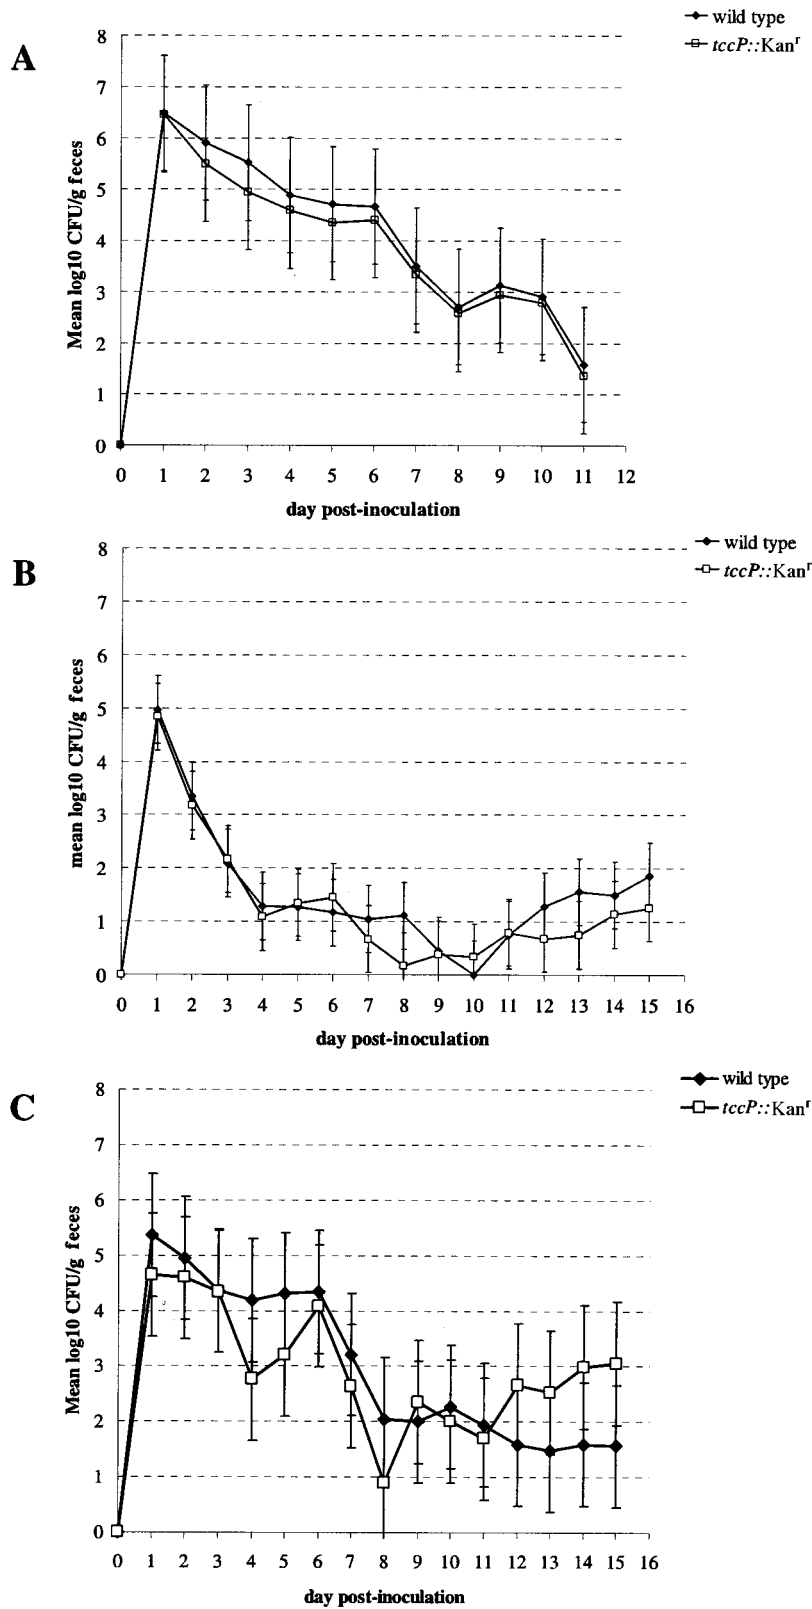 wild type
tccP::Kanʳ
A
8
7
6
5
4
3
2
1
0
Mean log10 CFU/g feces
0 1 2 3 4 5 6 7 8 9 10 11 12
day post-inoculation
wild type
tccP::Kanʳ
B
8
7
6
5
4
3
2
1
0
mean log10 CFU/g feces
0 1 2 3 4 5 6 7 8 9 10 11 12 13 14 15 16
day post-inoculation
wild type
tccP::Kanʳ
C
8
7
6
5
4
3
2
1
0
Mean log10 CFU/g feces
0 1 2 3 4 5 6 7 8 9 10 11 12 13 14 15 16
day post-inoculation